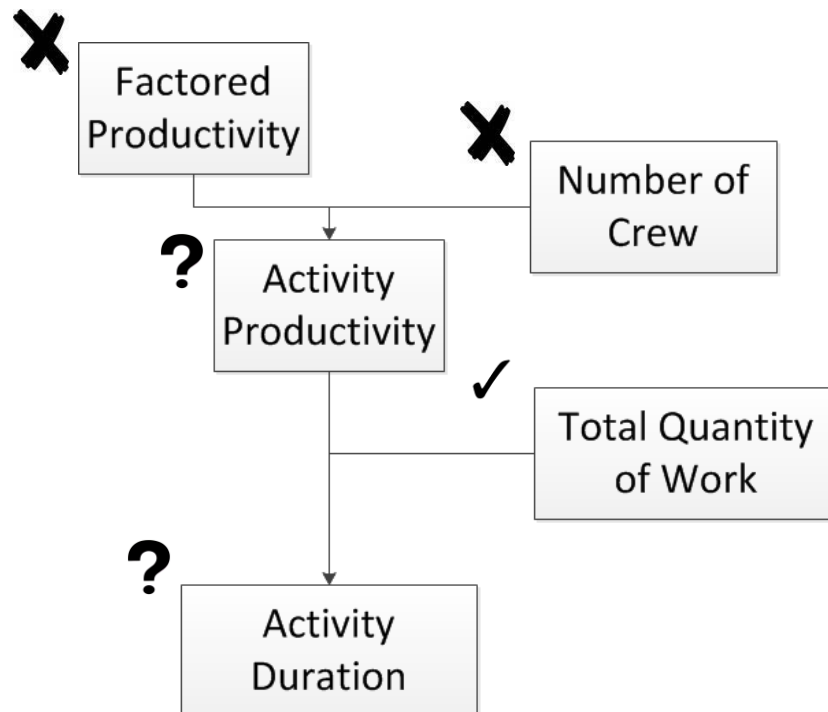 Factored
Productivity
Number of
Crew
?
Activity
Productivity
✓
Total Quantity
of Work
?
Activity
Duration